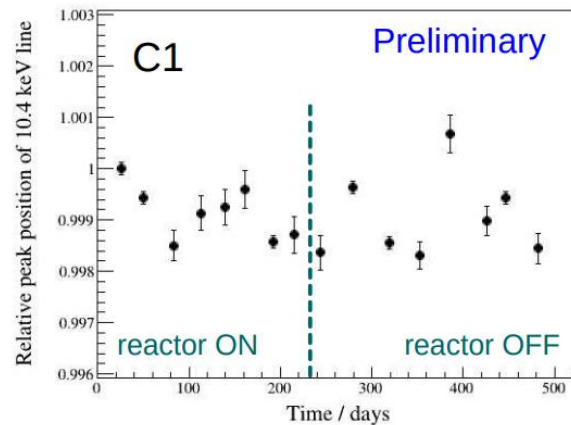 1.003
1.002
1.001
1
0.999
0.998
0.997
0.996
Relative peak position of 10.4 keV line
C1
Preliminary
reactor ON
reactor OFF
0
100
200
300
400
500
Time / days